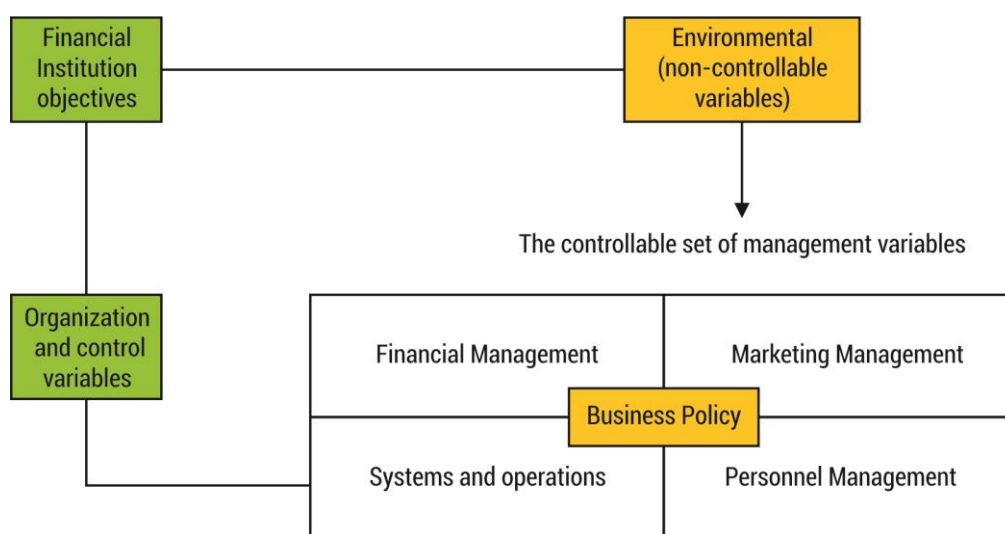 Financial
Institution
objectives
Environmental
(non-controllable
variables)
The controllable set of management variables
Organization
and control
variables
Financial Management
Marketing Management
Business Policy
Systems and operations
Personnel Management